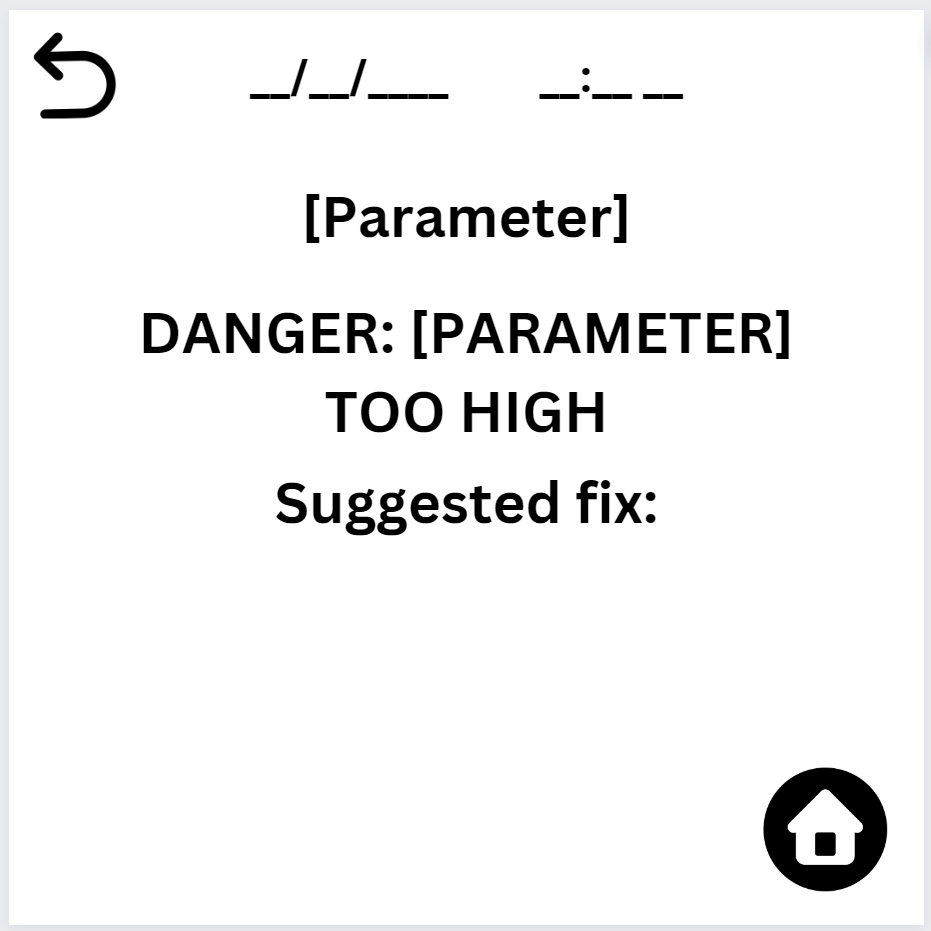 __/__/____ __:__ __
[Parameter]
DANGER: [PARAMETER]
TOO HIGH
Suggested fix: